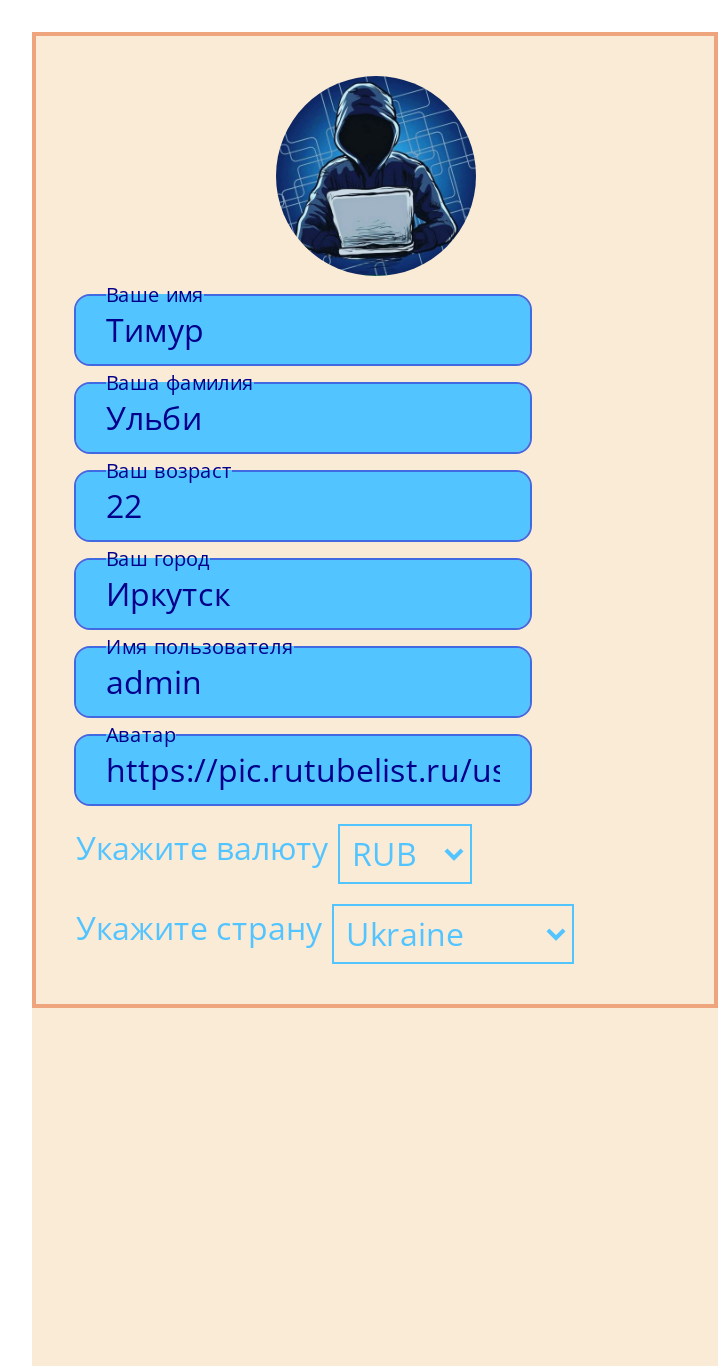 Ваше имя
Тимур
Ваша фамилия
Ульби
Ваш возраст
22
Ваш город
Иркутск
Имя пользователя
admin
Аватар
https://pic.rutubelist.ru/us
Укажите валюту RUB
Укажите страну Ukraine